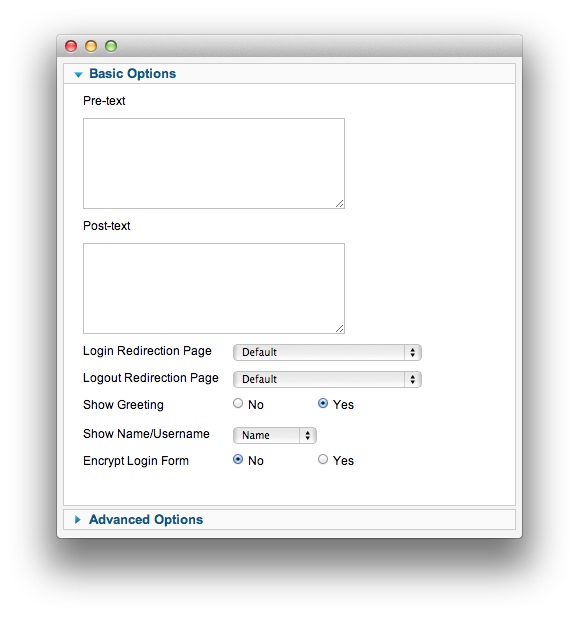 Basic Options
Pre-text
Post-text
Login Redirection Page Default
Logout Redirection Page Default
Show Greeting No Yes
Show Name/Username Name
Encrypt Login Form No Yes
Advanced Options